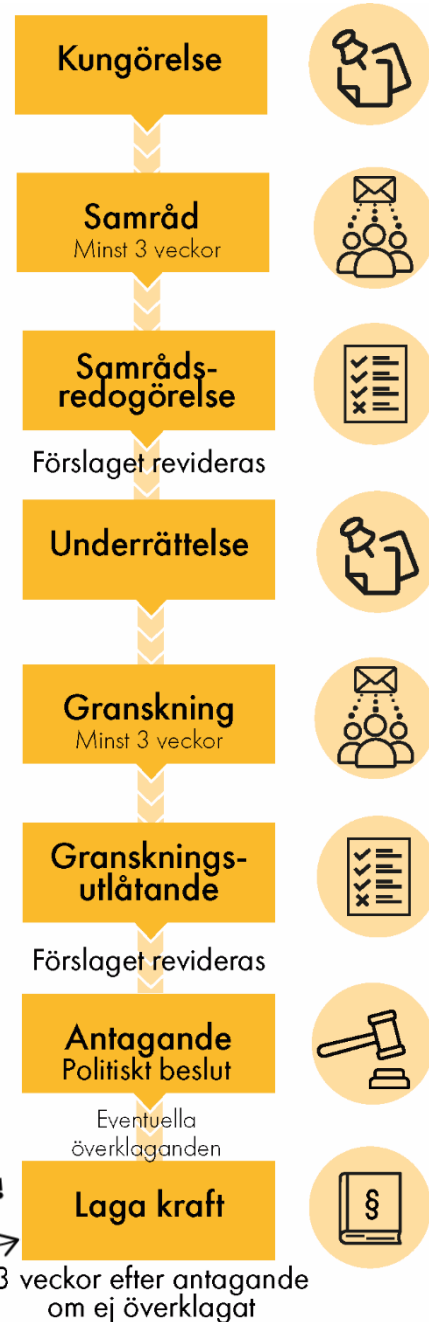 Kungörelse
Samråd
Minst 3 veckor
Samråds-
redogörelse
Förslaget revideras
Underrättelse
Granskning
Minst 3 veckor
Gransknings-
utlåtande
Förslaget revideras
Antagande
Politiskt beslut
Eventuella
överklaganden
Laga kraft
§
3 veckor efter antagande
om ej överklagat